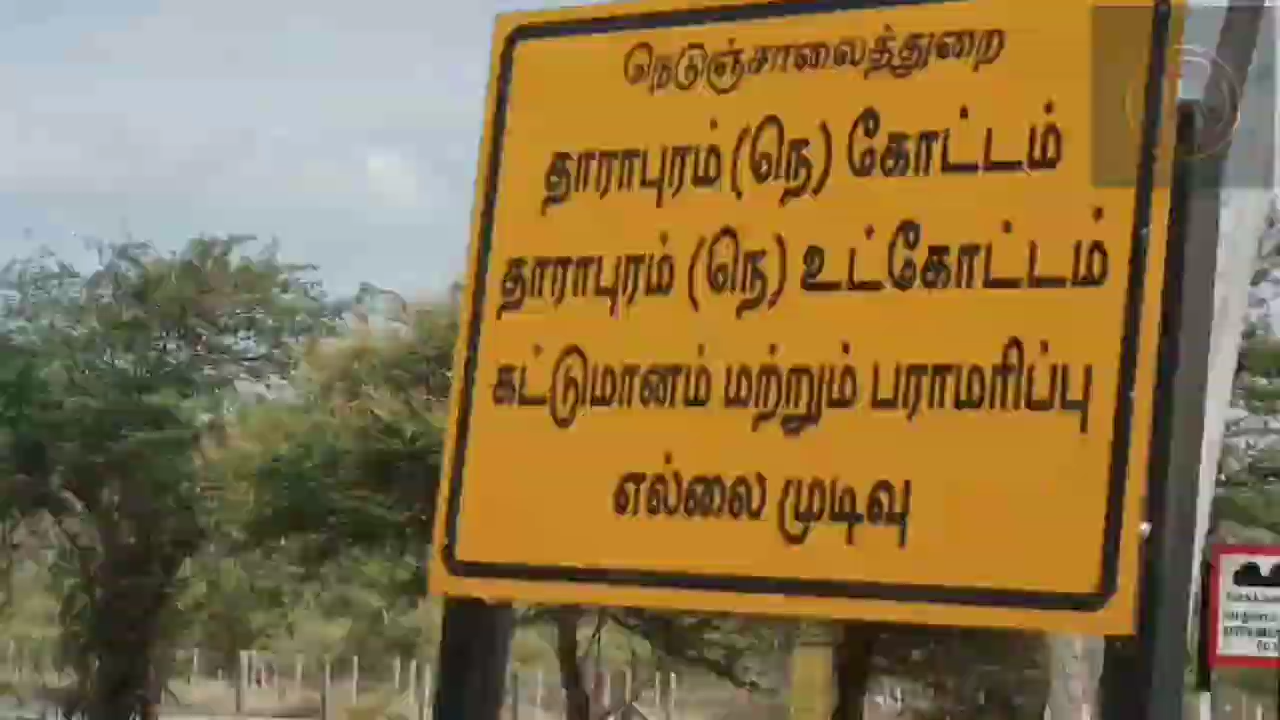 நெடுஞ்சாலைத்துறை
தாராபுரம் (நெ) கோட்டம்
தாராபுரம் (நெ) உட்கோட்டம்
கட்டுமானம் மற்றும் பராமரிப்பு
எல்லை முடிவு